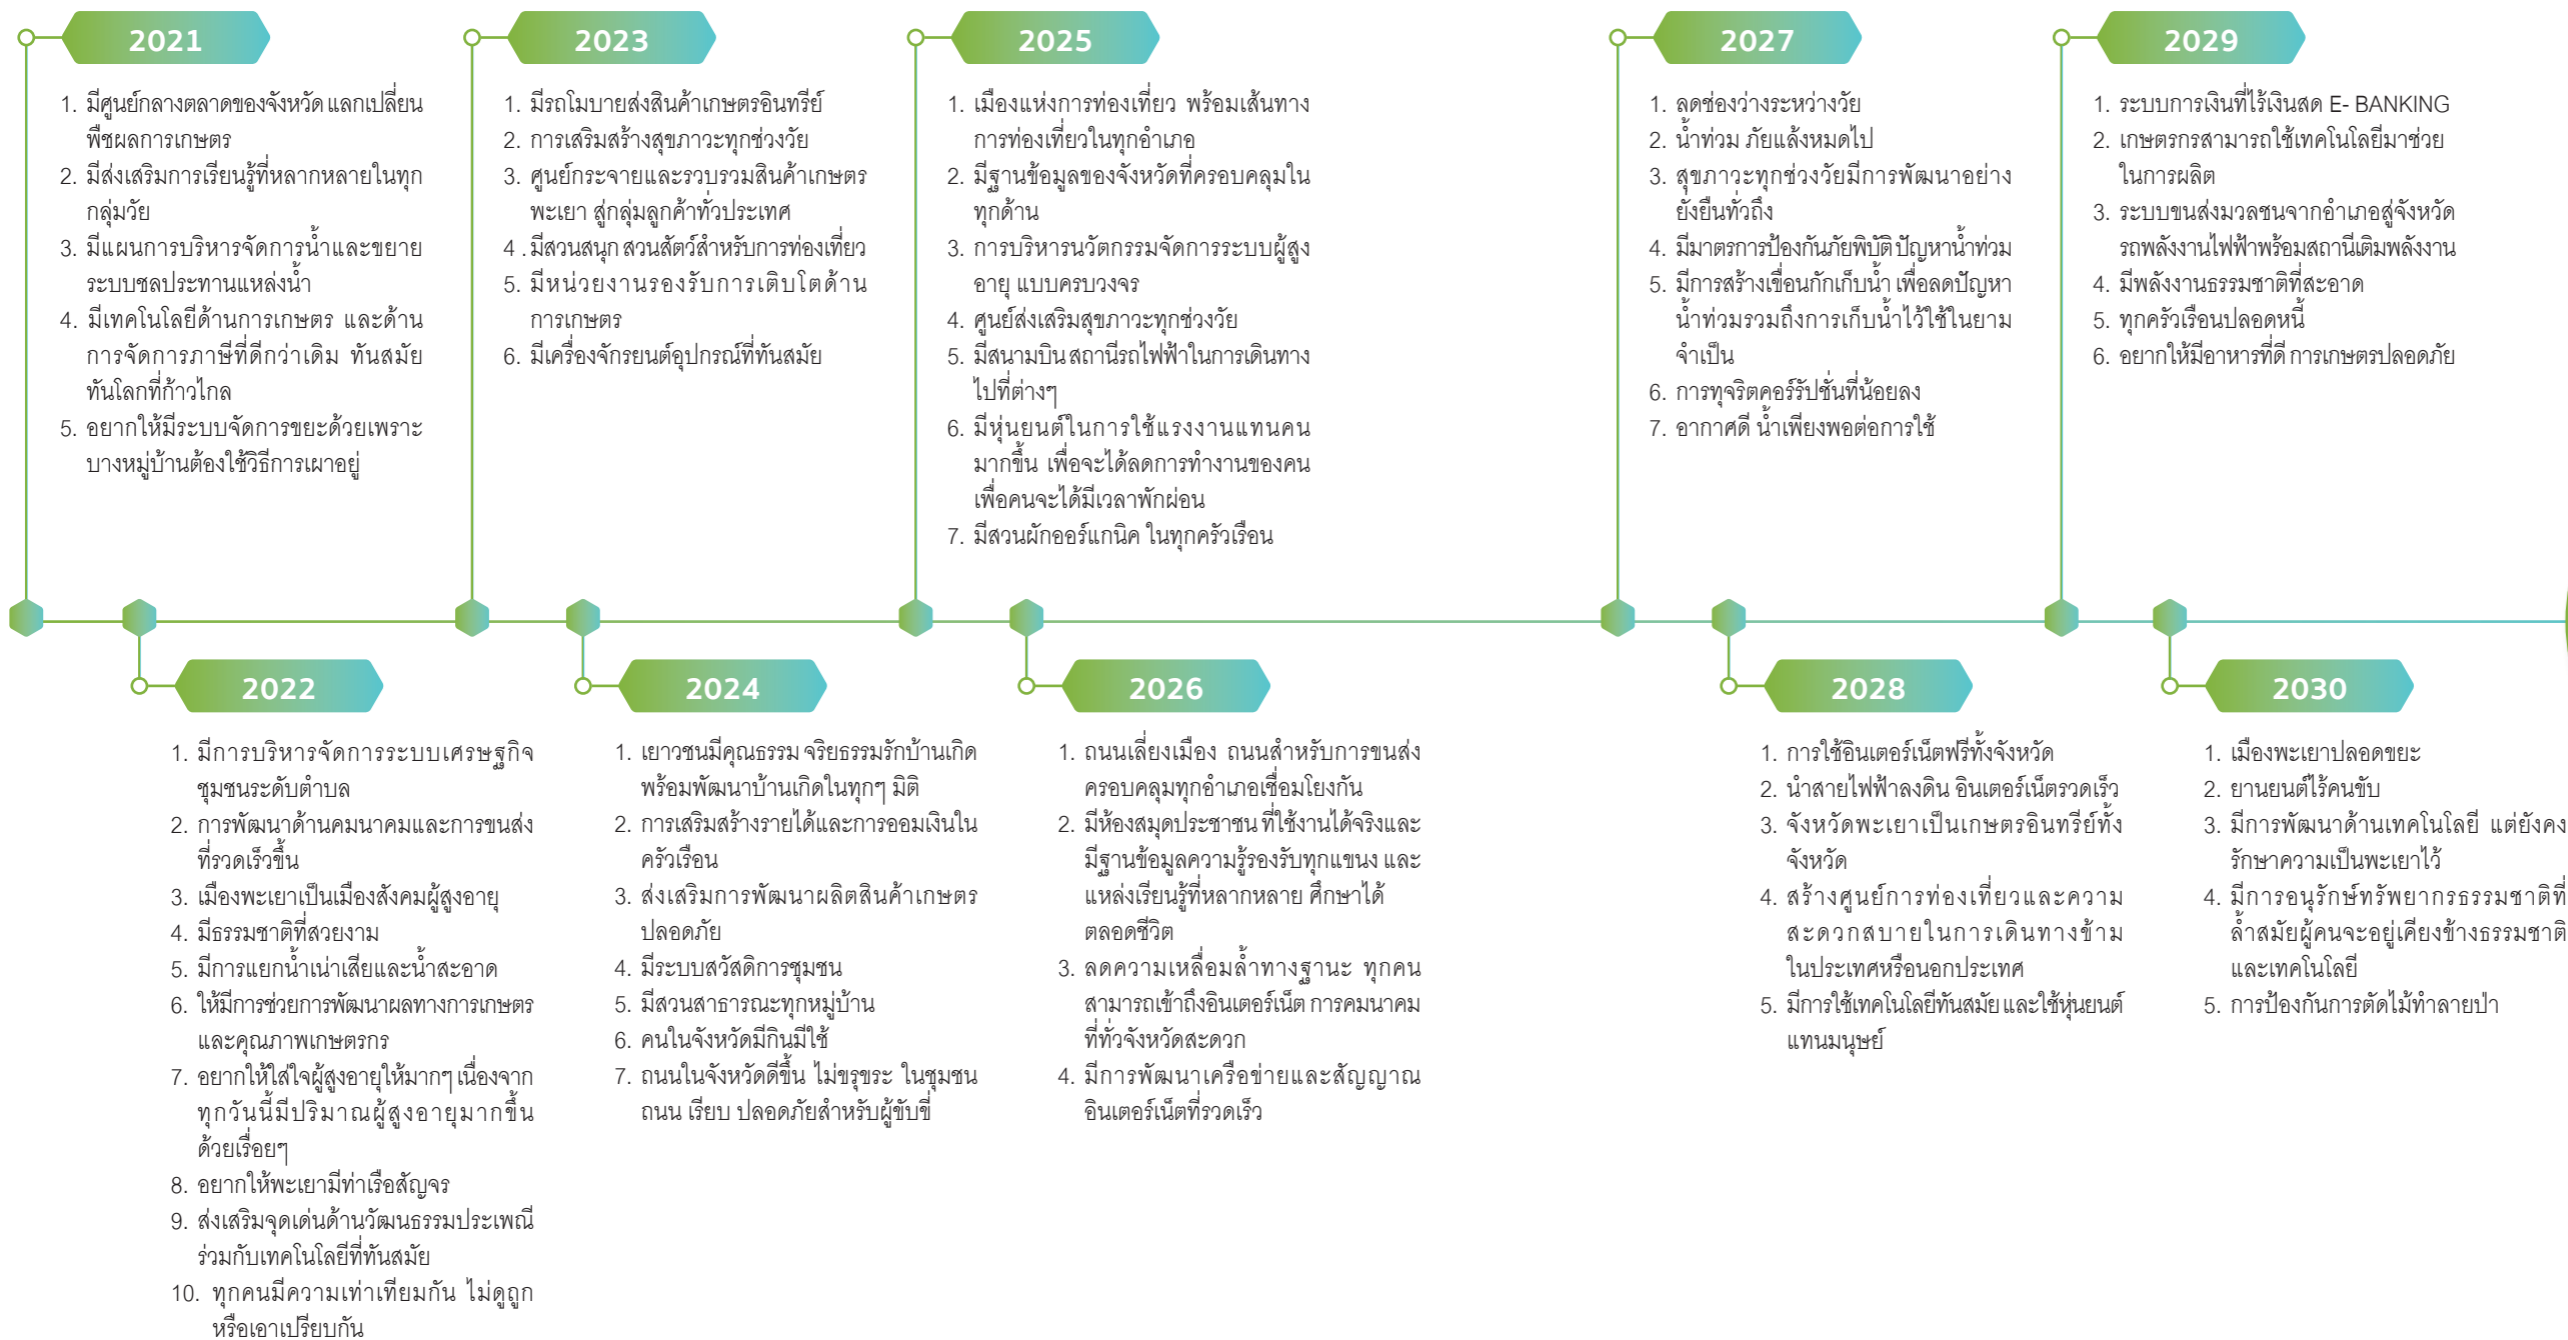 2021
1. มีศูนย์กลางตลาดของจังหวัด แลกเปลี่ยน
พืชผลการเกษตร
2. มีส่งเสริมการเรียนรู้ที่หลากหลายในทุก
กลุ่มวัย
3. มีแผนการบริหารจัดการน้ำและขยาย
ระบบชลประทานแหล่งน้ำ
4. มีเทคโนโลยีด้านการเกษตร และด้าน
การจัดการภาษีที่ดีกว่าเดิม ทันสมัย
ทันโลกที่ก้าวไกล
5. อยากให้มีระบบจัดการขยะด้วยเพราะ
บางหมู่บ้านต้องใช้วิธีการเผาอยู่
2022
1. มีการบริหารจัดการระบบเศรษฐกิจ
ชุมชนระดับตำบล
2. การพัฒนาด้านคมนาคมและการขนส่ง
ที่รวดเร็วขึ้น
3. เมืองพะเยาเป็นเมืองสังคมผู้สูงอายุ
4. มีธรรมชาติที่สวยงาม
5. มีการแยกน้ำเน่าเสียและน้ำสะอาด
6. ให้มีการช่วยการพัฒนาผลทางการเกษตร
และคุณภาพเกษตรกร
7. อยากให้ใส่ใจผู้สูงอายุให้มากๆ เนื่องจาก
ทุกวันนี้มีปริมาณผู้สูงอายุมากขึ้น
ด้วยเรื่อยๆ
8. อยากให้พะเยามีท่าเรือสัญจร
9. ส่งเสริมจุดเด่นด้านวัฒนธรรมประเพณี
ร่วมกับเทคโนโลยีที่ทันสมัย
10. ทุกคนมีความเท่าเทียมกัน ไม่ดูถูก
หรือเอาเปรียบกัน
2023
1. มีรถโมบายส่งสินค้าเกษตรอินทรีย์
2. การเสริมสร้างสุขภาวะทุกช่วงวัย
3. ศูนย์กระจายและรวบรวมสินค้าเกษตร
พะเยา สู่กลุ่มลูกค้าทั่วประเทศ
4 . มีสวนสนุก สวนสัตว์สำหรับการท่องเที่ยว
5. มีหน่วยงานรองรับการเติบโตด้าน
การเกษตร
6. มีเครื่องจักรยนต์อุปกรณ์ที่ทันสมัย
2024
1. เยาวชนมีคุณธรรม จริยธรรมรักบ้านเกิด
พร้อมพัฒนาบ้านเกิดในทุกๆ มิติ
2. การเสริมสร้างรายได้และการออมเงินใน
ครัวเรือน
3. ส่งเสริมการพัฒนาผลิตสินค้าเกษตร
ปลอดภัย
4. มีระบบสวัสดิการชุมชน
5. มีสวนสาธารณะทุกหมู่บ้าน
6. คนในจังหวัดมีกินมีใช้
7. ถนนในจังหวัดดีขึ้น ไม่ขรุขระ ในชุมชน
ถนน เรียบ ปลอดภัยสำหรับผู้ขับขี่
2025
1. เมืองแห่งการท่องเที่ยว พร้อมเส้นทาง
การท่องเที่ยวในทุกอำเภอ
2. มีฐานข้อมูลของจังหวัดที่ครอบคลุมใน
ทุกด้าน
3. การบริหารนวัตกรรมจัดการระบบผู้สูง
อายุ แบบครบวงจร
4. ศูนย์ส่งเสริมสุขภาวะทุกช่วงวัย
5. มีสนามบิน สถานีรถไฟฟ้าในการเดินทาง
ไปที่ต่างๆ
6. มีหุ่นยนต์ในการใช้แรงงานแทนคน
มากขึ้น เพื่อจะได้ลดการทำงานของคน
เพื่อคนจะได้มีเวลาพักผ่อน
7. มีสวนผักออร์แกนิค ในทุกครัวเรือน
2026
1. ถนนเลี่ยงเมือง ถนนสำหรับการขนส่ง
ครอบคลุมทุกอำเภอเชื่อมโยงกัน
2. มีห้องสมุดประชาชน ที่ใช้งานได้จริงและ
มีฐานข้อมูลความรู้รองรับทุกแขนง และ
แหล่งเรียนรู้ที่หลากหลาย ศึกษาได้
ตลอดชีวิต
3. ลดความเหลื่อมล้ำทางฐานะ ทุกคน
สามารถเข้าถึงอินเตอร์เน็ต การคมนาคม
ที่ทั่วจังหวัดสะดวก
4. มีการพัฒนาเครือข่ายและสัญญาณ
อินเตอร์เน็ตที่รวดเร็ว
2027
1. ลดช่องว่างระหว่างวัย
2. น้ำท่วม ภัยแล้งหมดไป
3. สุขภาวะทุกช่วงวัยมีการพัฒนาอย่าง
ยั่งยืนทั่วถึง
4. มีมาตรการป้องกันภัยพิบัติ ปัญหาน้ำท่วม
5. มีการสร้างเขื่อนกักเก็บน้ำ เพื่อลดปัญหา
น้ำท่วมรวมถึงการเก็บน้ำไว้ใช้ในยาม
จำเป็น
6. การทุจริตคอร์รัปชั่นที่น้อยลง
7. อากาศดี น้ำเพียงพอต่อการใช้
2028
1. การใช้อินเตอร์เน็ตฟรีทั้งจังหวัด
2. นำสายไฟฟ้าลงดิน อินเตอร์เน็ตรวดเร็ว
3. จังหวัดพะเยาเป็นเกษตรอินทรีย์ทั้ง
จังหวัด
4. สร้างศูนย์การท่องเที่ยวและความ
สะดวกสบายในการเดินทางข้าม
ในประเทศหรือนอกประเทศ
5. มีการใช้เทคโนโลยีทันสมัย และใช้หุ่นยนต์
แทนมนุษย์
2029
1. ระบบการเงินที่ไร้เงินสด E- BANKING
2. เกษตรกรสามารถใช้เทคโนโลยีมาช่วย
ในการผลิต
3. ระบบขนส่งมวลชนจากอำเภอสู่จังหวัด
รถพลังงานไฟฟ้าพร้อมสถานีเติมพลังงาน
4. มีพลังงานธรรมชาติที่สะอาด
5. ทุกครัวเรือนปลอดหนี้
6. อยากให้มีอาหารที่ดี การเกษตรปลอดภัย
2030
1. เมืองพะเยาปลอดขยะ
2. ยานยนต์ไร้คนขับ
3. มีการพัฒนาด้านเทคโนโลยี แต่ยังคง
รักษาความเป็นพะเยาไว้
4. มีการอนุรักษ์ทรัพยากรธรรมชาติที่
ล้ำสมัยผู้คนจะอยู่เคียงข้างธรรมชาติ
และเทคโนโลยี
5. การป้องกันการตัดไม้ทำลายป่า